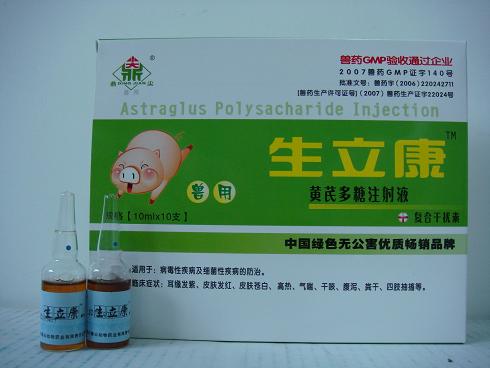 兽药GMP验收通过企业
2007兽药GMP证字140号
批准文号：兽药字（2006）220242711
(兽药生产许可证号)（2007）兽药生产证字22024号
Astraglus Polysacharide Injection
生立康 TM
黄芪多糖注射液
兽用
规格【10mlx10支】
复合干扰素
中国绿色无公害优质畅销品牌
适用于：病毒性疾病及细菌性疾病的防治。
临床症状：耳缘发紫、皮肤发红、皮肤苍白、高热、气喘、干咳、腹泻、粪干、四肢抽搐等。
生立康
生立康